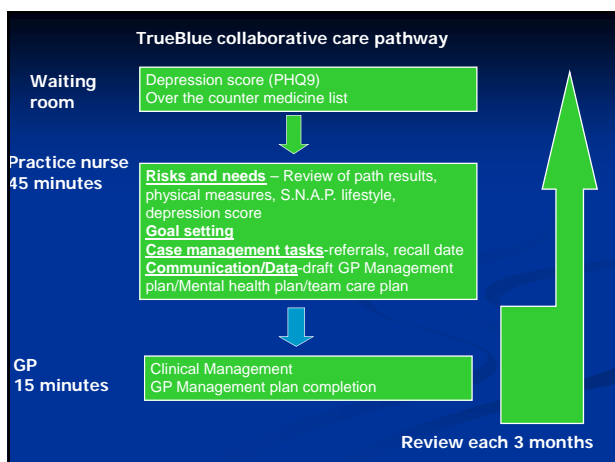 TrueBlue collaborative care pathway
Waiting
room
Depression score (PHQ9)
Over the counter medicine list
Practice nurse
45 minutes
Risks and needs – Review of path results,
physical measures, S.N.A.P. lifestyle,
depression score
Goal setting
Case management tasks-referrals, recall date
Communication/Data-draft GP Management
plan/Mental health plan/team care plan
GP
15 minutes
Clinical Management
GP Management plan completion
Review each 3 months